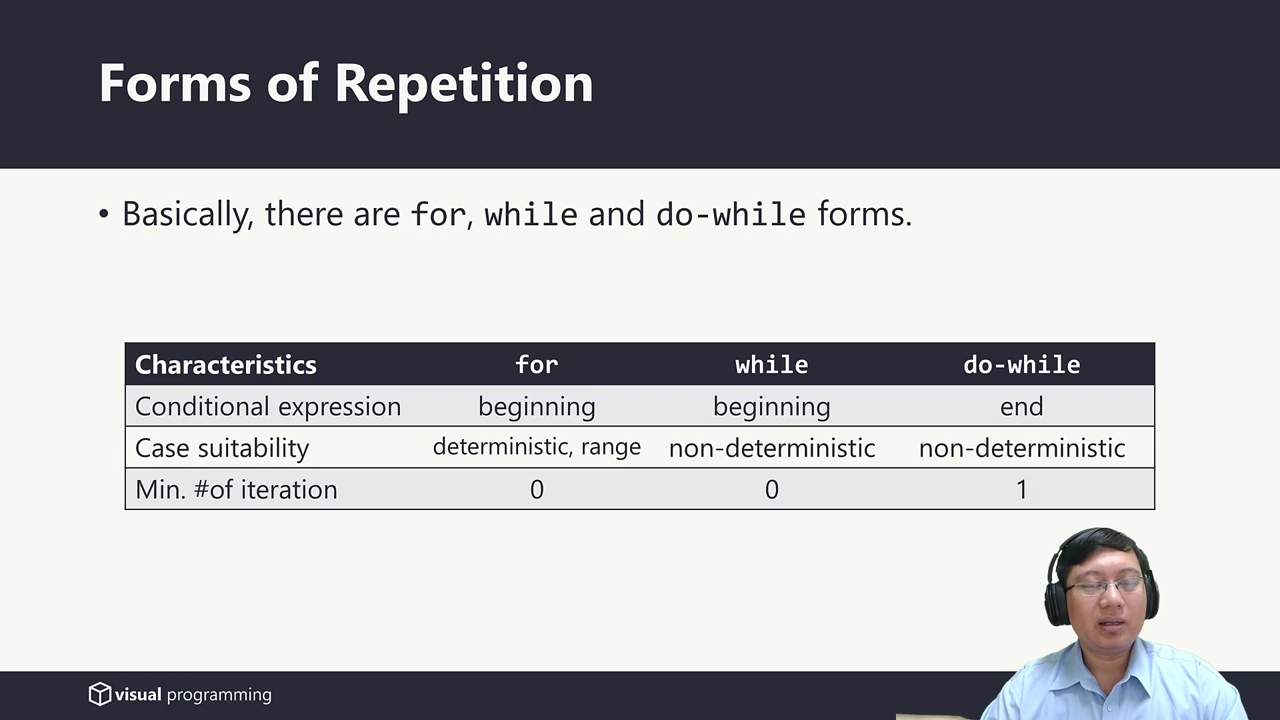 Forms of Repetition
• Basically, there are for, while and do-while forms.
Characteristics for while do-while
Conditional expression beginning beginning end
Case suitability deterministic, range non-deterministic non-deterministic
Min. #of iteration 0 0 1
visual programming